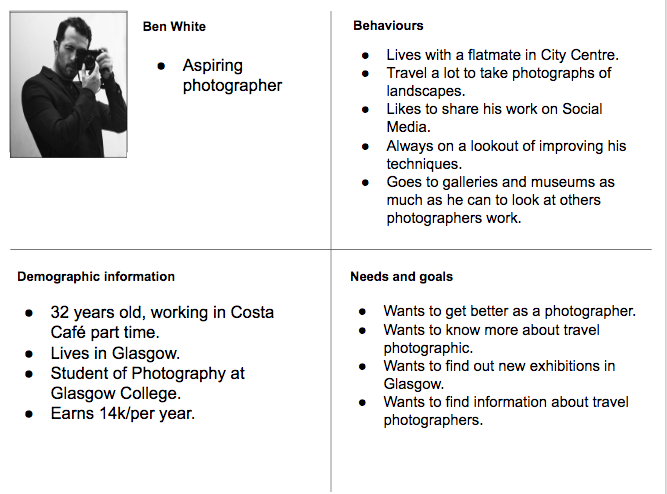 Ben White
● Aspiring
photographer
Behaviours
● Lives with a flatmate in City Centre.
● Travel a lot to take photographs of
landscapes.
● Likes to share his work on Social
Media.
● Always on a lookout of improving his
techniques.
● Goes to galleries and museums as
much as he can to look at others
photographers work.
Demographic information
● 32 years old, working in Costa
Café part time.
● Lives in Glasgow.
● Student of Photography at
Glasgow College.
● Earns 14k/per year.
Needs and goals
● Wants to get better as a photographer.
● Wants to know more about travel
photographic.
● Wants to find out new exhibitions in
Glasgow.
● Wants to find information about travel
photographers.